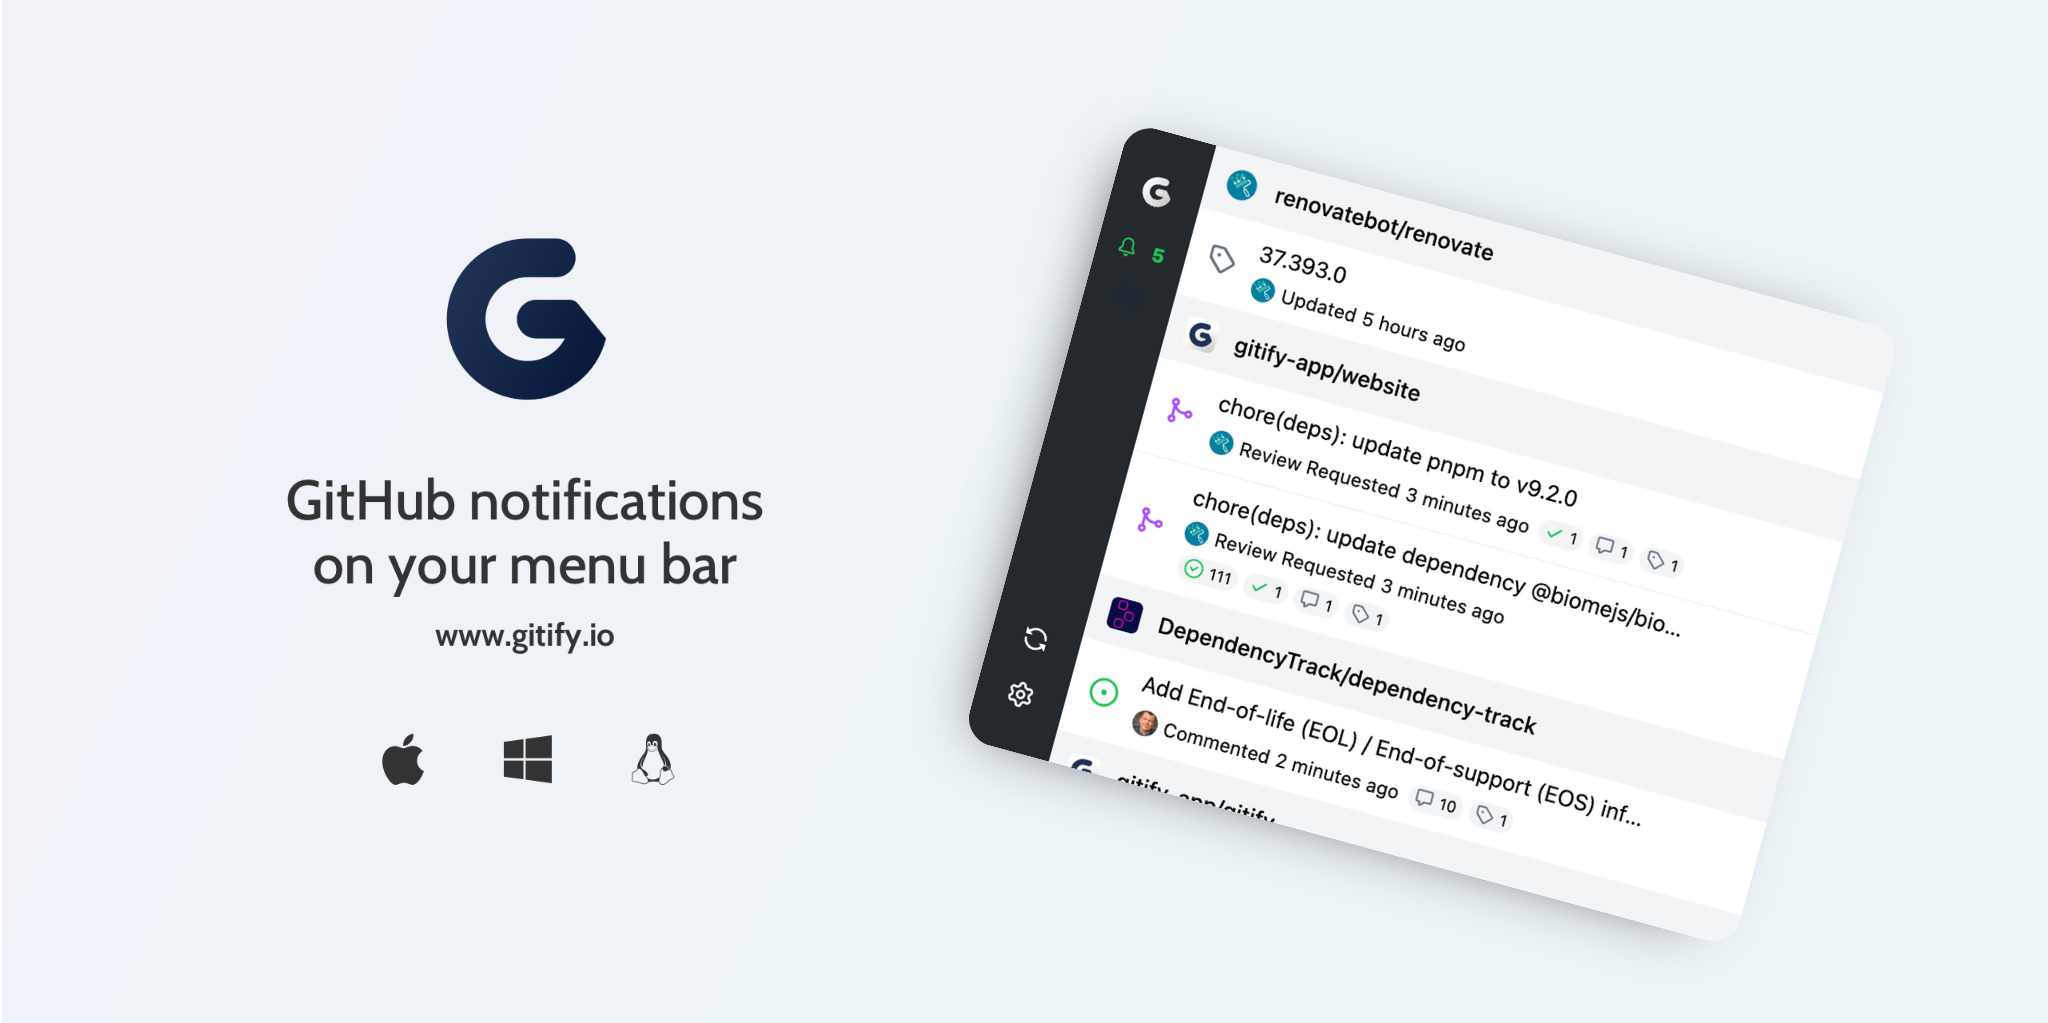 GitHub notifications
on your menu bar
www.gitify.io
5
renovatebot/renovate
37.393.0
Updated 5 hours ago
gitify-app/website
chore(deps): update pnpm to v9.2.0
Review Requested 3 minutes ago 1 1 1
chore(deps): update dependency @biomejs/bio...
Review Requested 3 minutes ago
111 1 1 1
DependencyTrack/dependency-track
Add End-of-life (EOL) / End-of-support (EOS) inf...
Commented 2 minutes ago 10 1
gitify-app/gitify